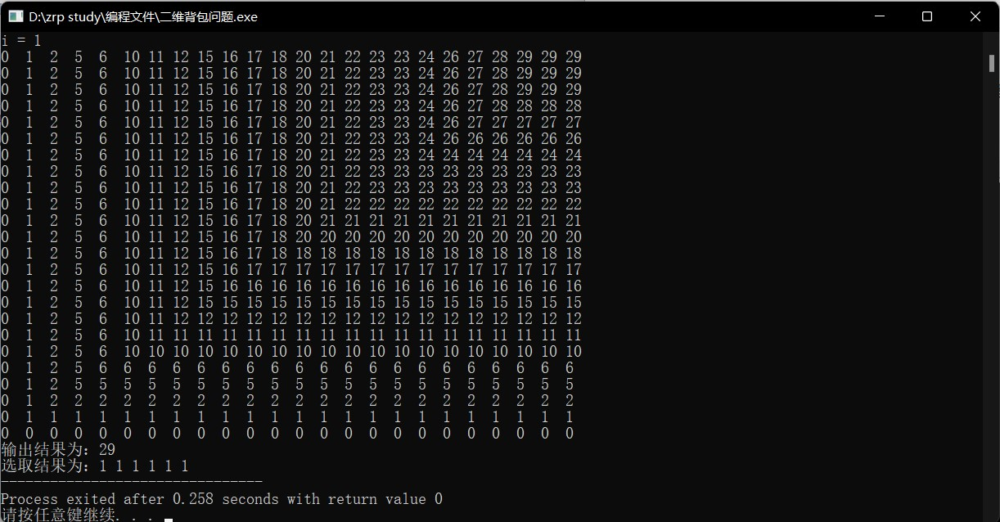 D:\zrp study\编程文件\二维背包问题.exe
i = 1
0 1 2 5 6 10 11 12 15 16 17 18 20 21 22 23 23 24 26 27 28 29 29 29
0 1 2 5 6 10 11 12 15 16 17 18 20 21 22 23 23 24 26 27 28 29 29 29
0 1 2 5 6 10 11 12 15 16 17 18 20 21 22 23 23 24 26 27 28 29 29 29
0 1 2 5 6 10 11 12 15 16 17 18 20 21 22 23 23 24 26 27 28 28 28 28
0 1 2 5 6 10 11 12 15 16 17 18 20 21 22 23 23 24 26 27 27 27 27 27
0 1 2 5 6 10 11 12 15 16 17 18 20 21 22 23 23 24 26 26 26 26 26 26
0 1 2 5 6 10 11 12 15 16 17 18 20 21 22 23 23 24 24 24 24 24 24 24
0 1 2 5 6 10 11 12 15 16 17 18 20 21 22 23 23 23 23 23 23 23 23 23
0 1 2 5 6 10 11 12 15 16 17 18 20 21 22 23 23 23 23 23 23 23 23 23
0 1 2 5 6 10 11 12 15 16 17 18 20 21 22 22 22 22 22 22 22 22 22 22
0 1 2 5 6 10 11 12 15 16 17 18 20 21 21 21 21 21 21 21 21 21 21 21
0 1 2 5 6 10 11 12 15 16 17 18 20 20 20 20 20 20 20 20 20 20 20 20
0 1 2 5 6 10 11 12 15 16 17 18 18 18 18 18 18 18 18 18 18 18 18 18
0 1 2 5 6 10 11 12 15 16 17 17 17 17 17 17 17 17 17 17 17 17 17 17
0 1 2 5 6 10 11 12 15 16 16 16 16 16 16 16 16 16 16 16 16 16 16 16
0 1 2 5 6 10 11 12 15 15 15 15 15 15 15 15 15 15 15 15 15 15 15 15
0 1 2 5 6 10 11 12 12 12 12 12 12 12 12 12 12 12 12 12 12 12 12 12
0 1 2 5 6 10 11 11 11 11 11 11 11 11 11 11 11 11 11 11 11 11 11 11
0 1 2 5 6 10 10 10 10 10 10 10 10 10 10 10 10 10 10 10 10 10 10 10
0 1 2 5 6 6 6 6 6 6 6 6 6 6 6 6 6 6 6 6 6 6 6 6
0 1 2 5 5 5 5 5 5 5 5 5 5 5 5 5 5 5 5 5 5 5 5 5
0 1 2 2 2 2 2 2 2 2 2 2 2 2 2 2 2 2 2 2 2 2 2 2
0 1 1 1 1 1 1 1 1 1 1 1 1 1 1 1 1 1 1 1 1 1 1 1
0 0 0 0 0 0 0 0 0 0 0 0 0 0 0 0 0 0 0 0 0 0 0 0
输出结果为：29
选取结果为：1 1 1 1 1 1
--------------------------------
Process exited after 0.258 seconds with return value 0
请按任意键继续. . .